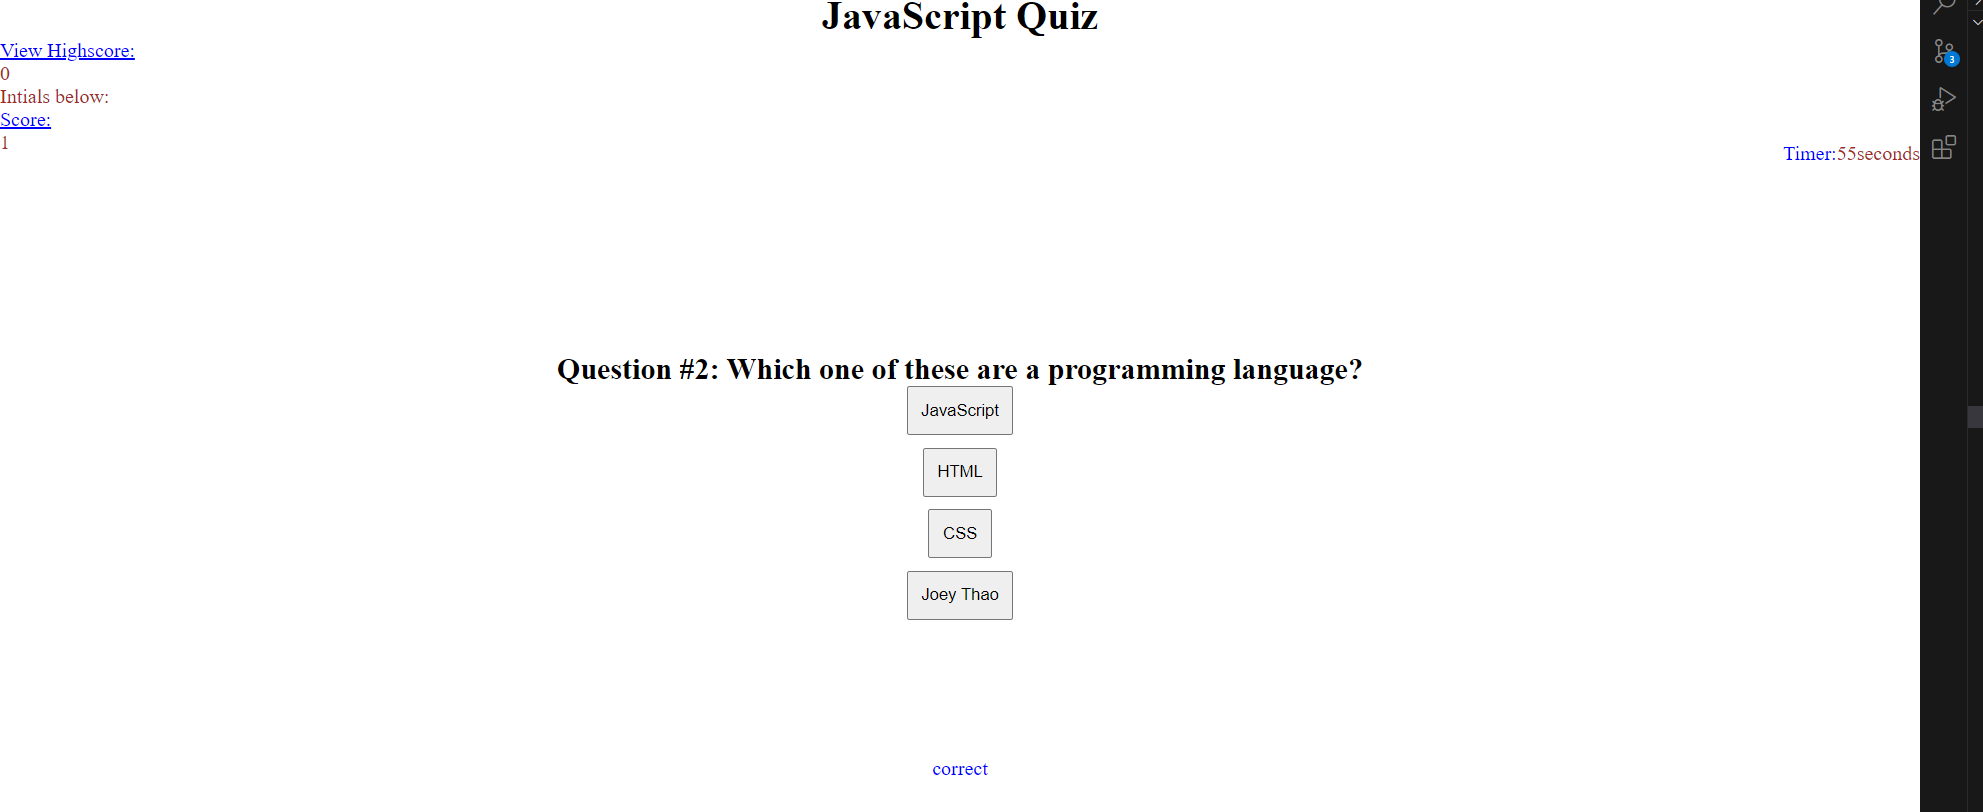 JavaScript Quiz
View Highscore:
0
Intials below:
Score:
1
Timer:55seconds
3
Question #2: Which one of these are a programming language?
JavaScript
HTML
CSS
Joey Thao
correct